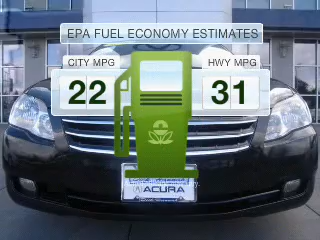 EPA FUEL ECONOMY ESTIMATES
CITY MPG
HWY MPG
22
31
ACURA